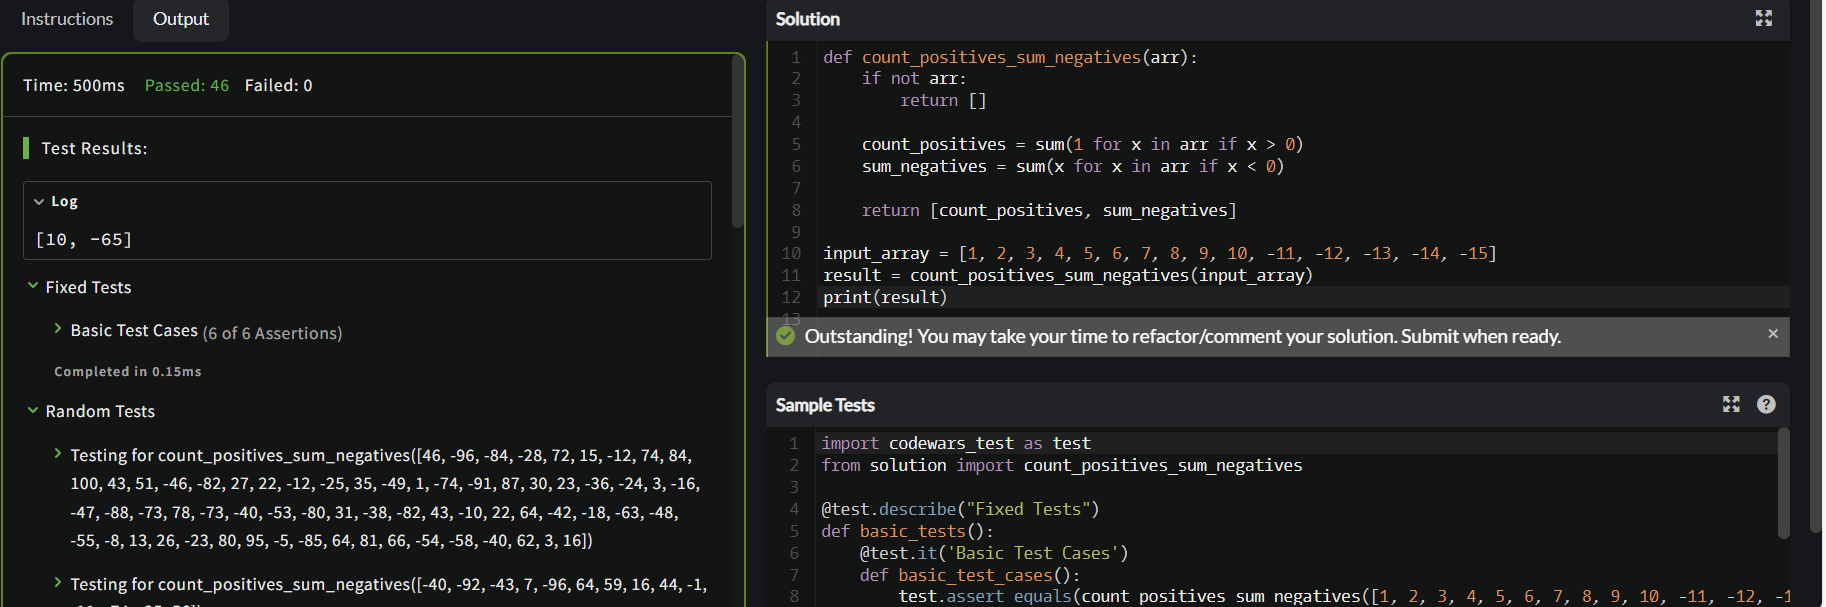 Instructions
Output
Time: 500ms Passed: 46 Failed: 0
Test Results:
Log
[10, -65]
Fixed Tests
Basic Test Cases (6 of 6 Assertions)
Completed in 0.15ms
Random Tests
Testing for count_positives_sum_negatives([46, -96, -84, -28, 72, 15, -12, 74, 84,
100, 43, 51, -46, -82, 27, 22, -12, -25, 35, -49, 1, -74, -91, 87, 30, 23, -36, -24, 3, -16,
-47, -88, -73, 78, -73, -40, -53, -80, 31, -38, -82, 43, -10, 22, 64, -42, -18, -63, -48,
-55, -8, 13, 26, -23, 80, 95, -5, -85, 64, 81, 66, -54, -58, -40, 62, 3, 16])
Testing for count_positives_sum_negatives([-40, -92, -43, 7, -96, 64, 59, 16, 44, -1,
Solution
1 def count_positives_sum_negatives(arr):
2     if not arr:
3         return []
4
5     count_positives = sum(1 for x in arr if x > 0)
6     sum_negatives = sum(x for x in arr if x < 0)
7
8     return [count_positives, sum_negatives]
9
10 input_array = [1, 2, 3, 4, 5, 6, 7, 8, 9, 10, -11, -12, -13, -14, -15]
11 result = count_positives_sum_negatives(input_array)
12 print(result)
13
Outstanding! You may take your time to refactor/comment your solution. Submit when ready.
Sample Tests
1 import codewars_test as test
2 from solution import count_positives_sum_negatives
3
4 @test.describe("Fixed Tests")
5 def basic_tests():
6     @test.it('Basic Test Cases')
7     def basic_test_cases():
8         test.assert_equals(count_positives_sum_negatives([1, 2, 3, 4, 5, 6, 7, 8, 9, 10, -11, -12, -1